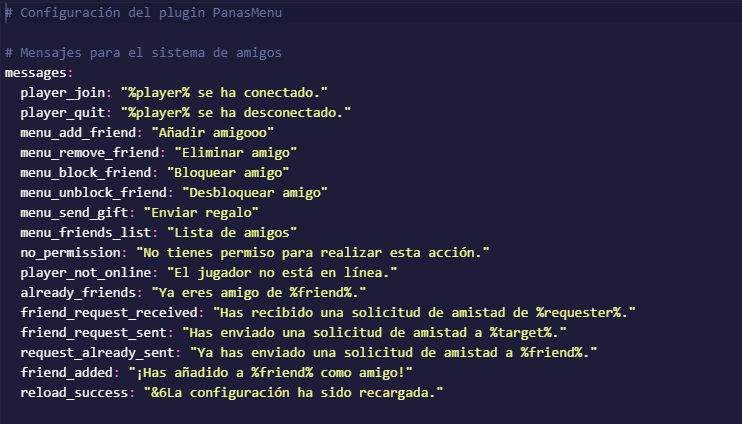 # Configuración del plugin PanasMenu
# Mensajes para el sistema de amigos
messages:
player_join: "%player% se ha conectado."
player_quit: "%player% se ha desconectado."
menu_add_friend: "Añadir amigooo"
menu_remove_friend: "Eliminar amigo"
menu_block_friend: "Bloquear amigo"
menu_unblock_friend: "Desbloquear amigo"
menu_send_gift: "Enviar regalo"
menu_friends_list: "Lista de amigos"
no_permission: "No tienes permiso para realizar esta acción."
player_not_online: "El jugador no está en línea."
already_friends: "Ya eres amigo de %friend%."
friend_request_received: "Has recibido una solicitud de amistad de %requester%."
friend_request_sent: "Has enviado una solicitud de amistad a %target%."
request_already_sent: "Ya has enviado una solicitud de amistad a %friend%."
friend_added: "¡Has añadido a %friend% como amigo!"
reload_success: "&6La configuración ha sido recargada."